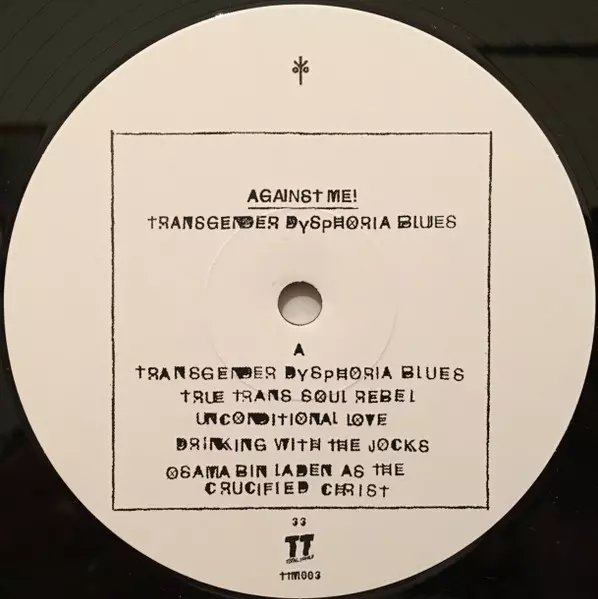 AGAINST ME!
TRANSGENDER DYSPHORIA BLUES
A
TRANSGENDER DYSPHORIA BLUES
TRUE TRANS SOUL REBEL
UNCONDITIONAL LOVE
DRINKING WITH THE JOCKS
OSAMA BIN LADEN AS THE
CRUCIFIED CHRIST
33
TT
TTM003